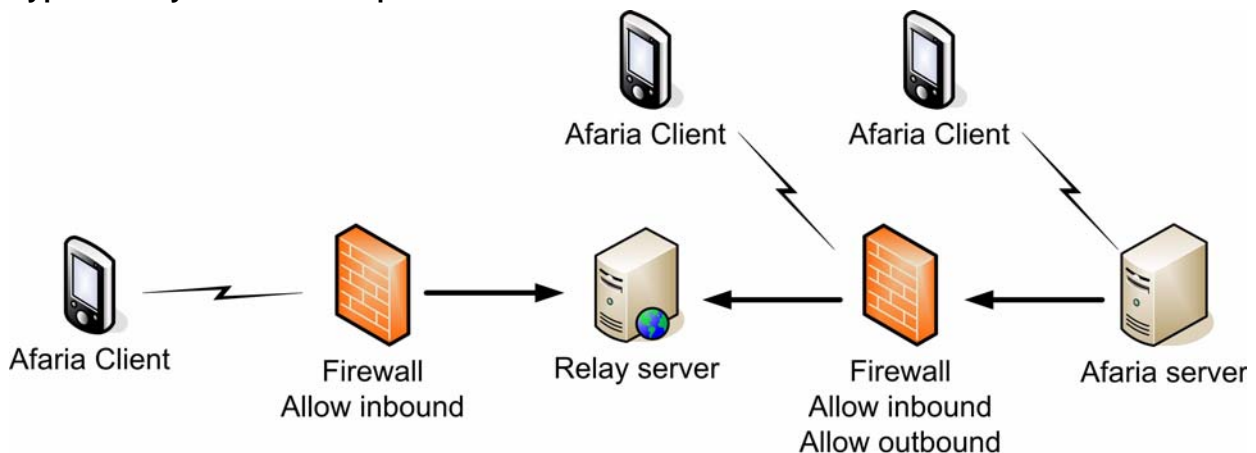 Afaria Client
Afaria Client
Afaria Client
Firewall
Allow inbound
Relay server
Firewall
Allow inbound
Allow outbound
Afaria server